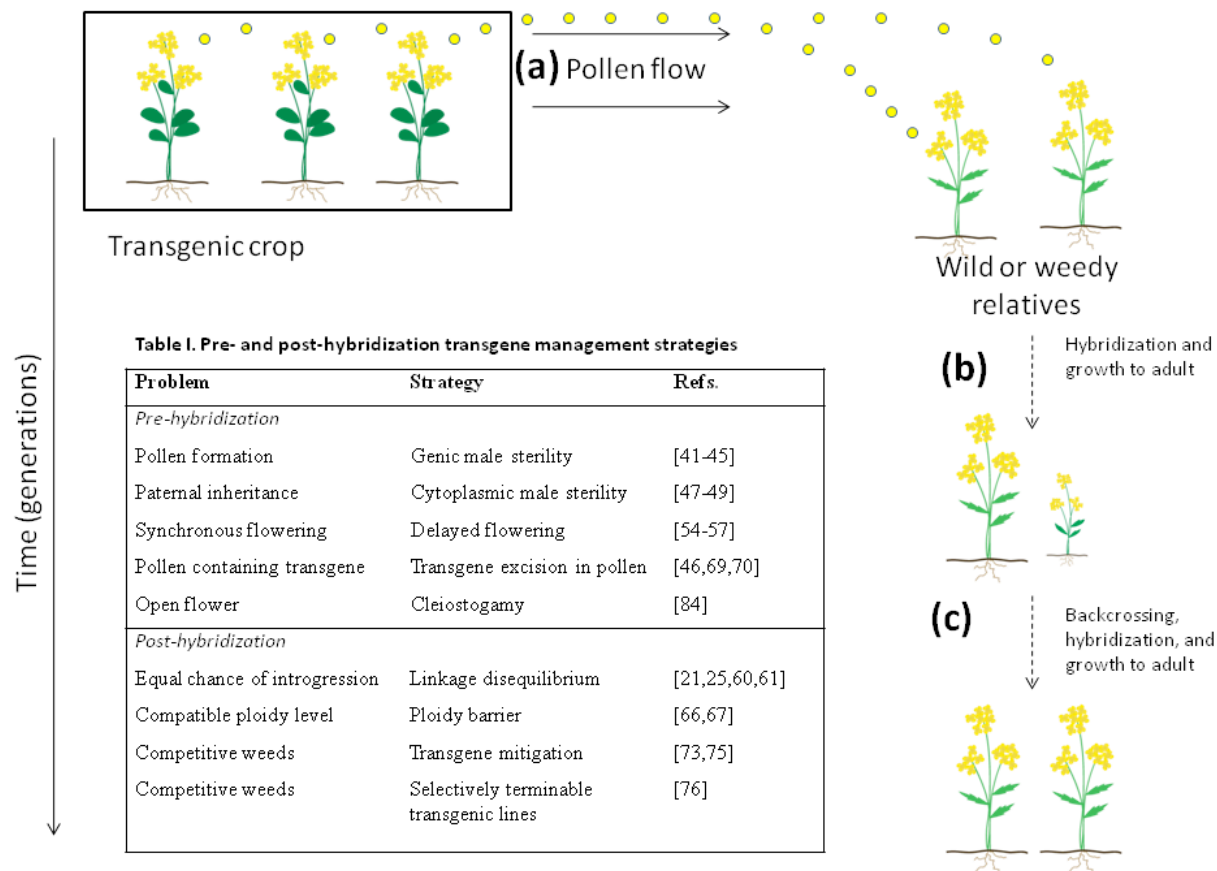 (a) Pollen flow
Transgenic crop
Wild or weedy
relatives
Time (generations)
Table I. Pre- and post-hybridization transgene management strategies
Problem Strategy Refs.
Pre-hybridization
Pollen formation Genic male sterility [41-45]
Paternal inheritance Cytoplasmic male sterility [47-49]
Synchronous flowering Delayed flowering [54-57]
Pollen containing transgene Transgene excision in pollen [46,69,70]
Open flower Cleiostogamy [84]
Post-hybridization
Equal chance of introgression Linkage disequilibrium [21,25,60,61]
Compatible ploidy level Ploidy barrier [66,67]
Competitive weeds Transgene mitigation [73,75]
Competitive weeds Selectively terminable [76]
transgenic lines
(b) Hybridization and
growth to adult
(c) Backcrossing,
hybridization, and
growth to adult